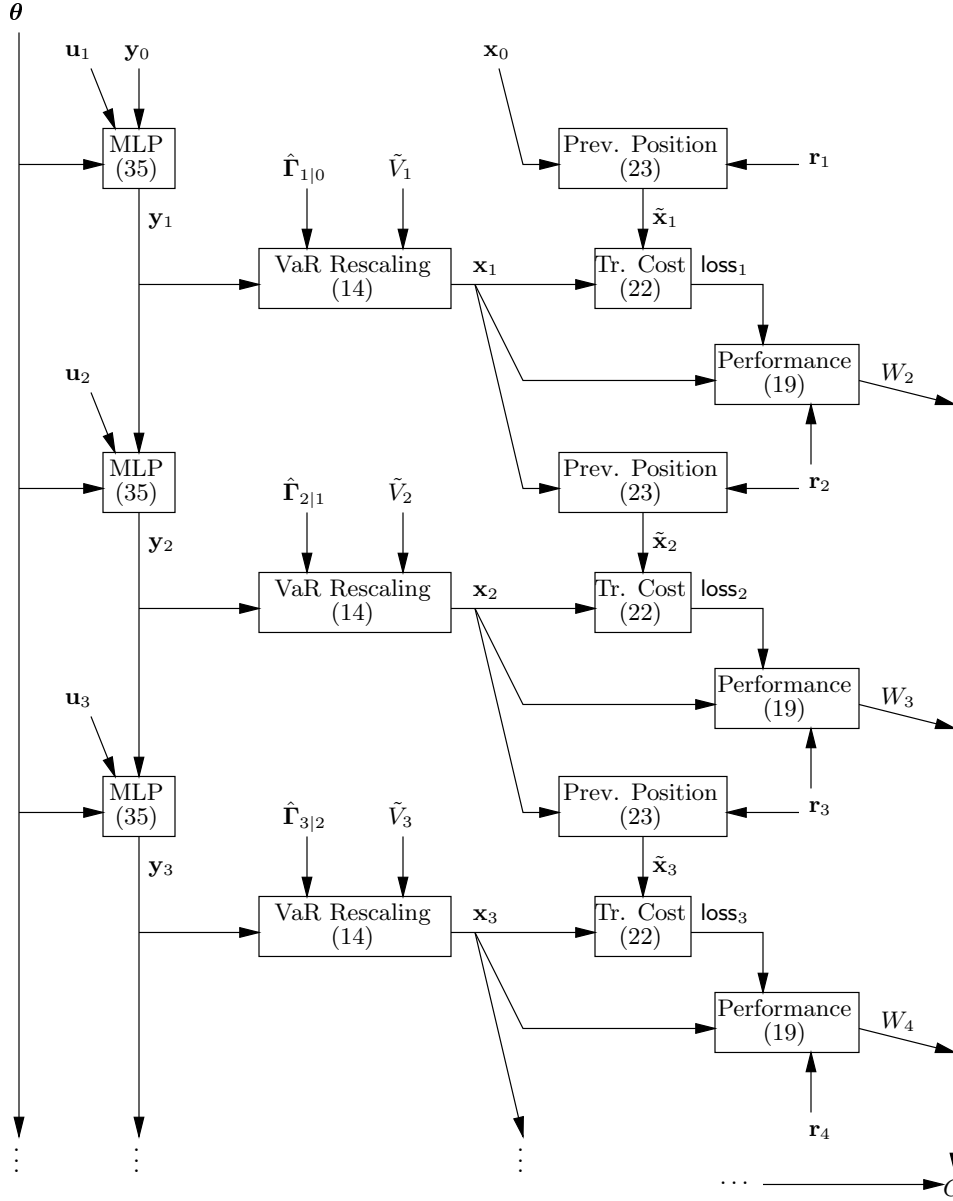 θ
u₁ y₀ x₀
MLP
(35)
Prev. Position
(23)
r₁
Γ̂₁|₀ Ṽ₁
y₁ x̃₁
VaR Rescaling
(14)
x₁
Tr. Cost
(22)
loss₁
Performance
(19)
W₂
u₂
MLP
(35)
Prev. Position
(23)
r₂
Γ̂₂|₁ Ṽ₂
y₂ x̃₂
VaR Rescaling
(14)
x₂
Tr. Cost
(22)
loss₂
Performance
(19)
W₃
u₃
MLP
(35)
Prev. Position
(23)
r₃
Γ̂₃|₂ Ṽ₃
y₃ x̃₃
VaR Rescaling
(14)
x₃
Tr. Cost
(22)
loss₃
Performance
(19)
W₄
r₄
⋮ ⋮ ⋮
⋯